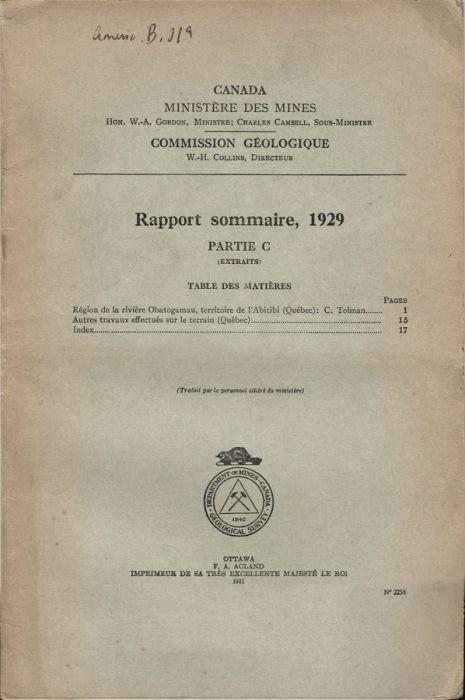 B. 319
CANADA
MINISTÈRE DES MINES
HON. W.-A. GORDON, MINISTRE; CHARLES CAMSELL, SOUS-MINISTRE
COMMISSION GÉOLOGIQUE
W.-H. COLLINS, DIRECTEUR
Rapport sommaire, 1929
PARTIE C
(EXTRAITS)
TABLE DES MATIÈRES
PAGES
Région de la rivière Obatogamau, territoire de l'Abitibi (Québec): C. Tolman........ 1
Autres travaux effectués sur le terrain (Québec)........ 15
Index........ 17
(Traduit par le personnel attitré du ministère)
DEPARTMENT OF MINES · CANADA
GEOLOGICAL SURVEY
1842
OTTAWA
F. A. ACLAND
IMPRIMEUR DE SA TRÈS EXCELLENTE MAJESTÉ LE ROI
1931
N° 2258